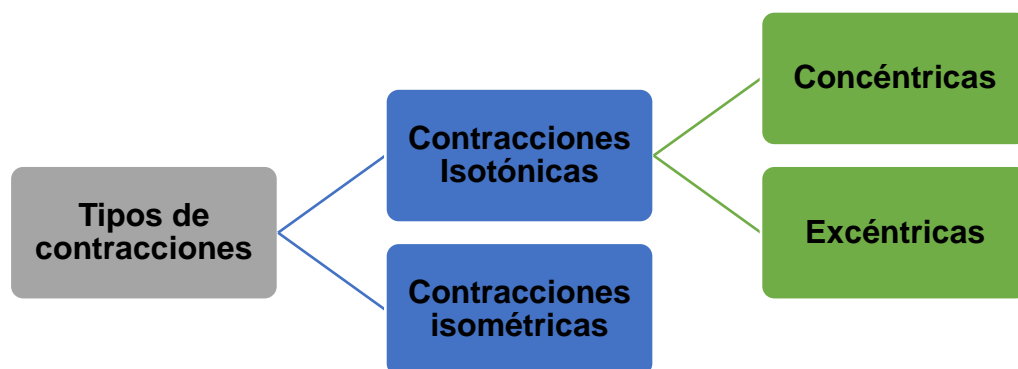 Tipos de
contracciones
Contracciones
Isotónicas
Contracciones
isométricas
Concéntricas
Excéntricas